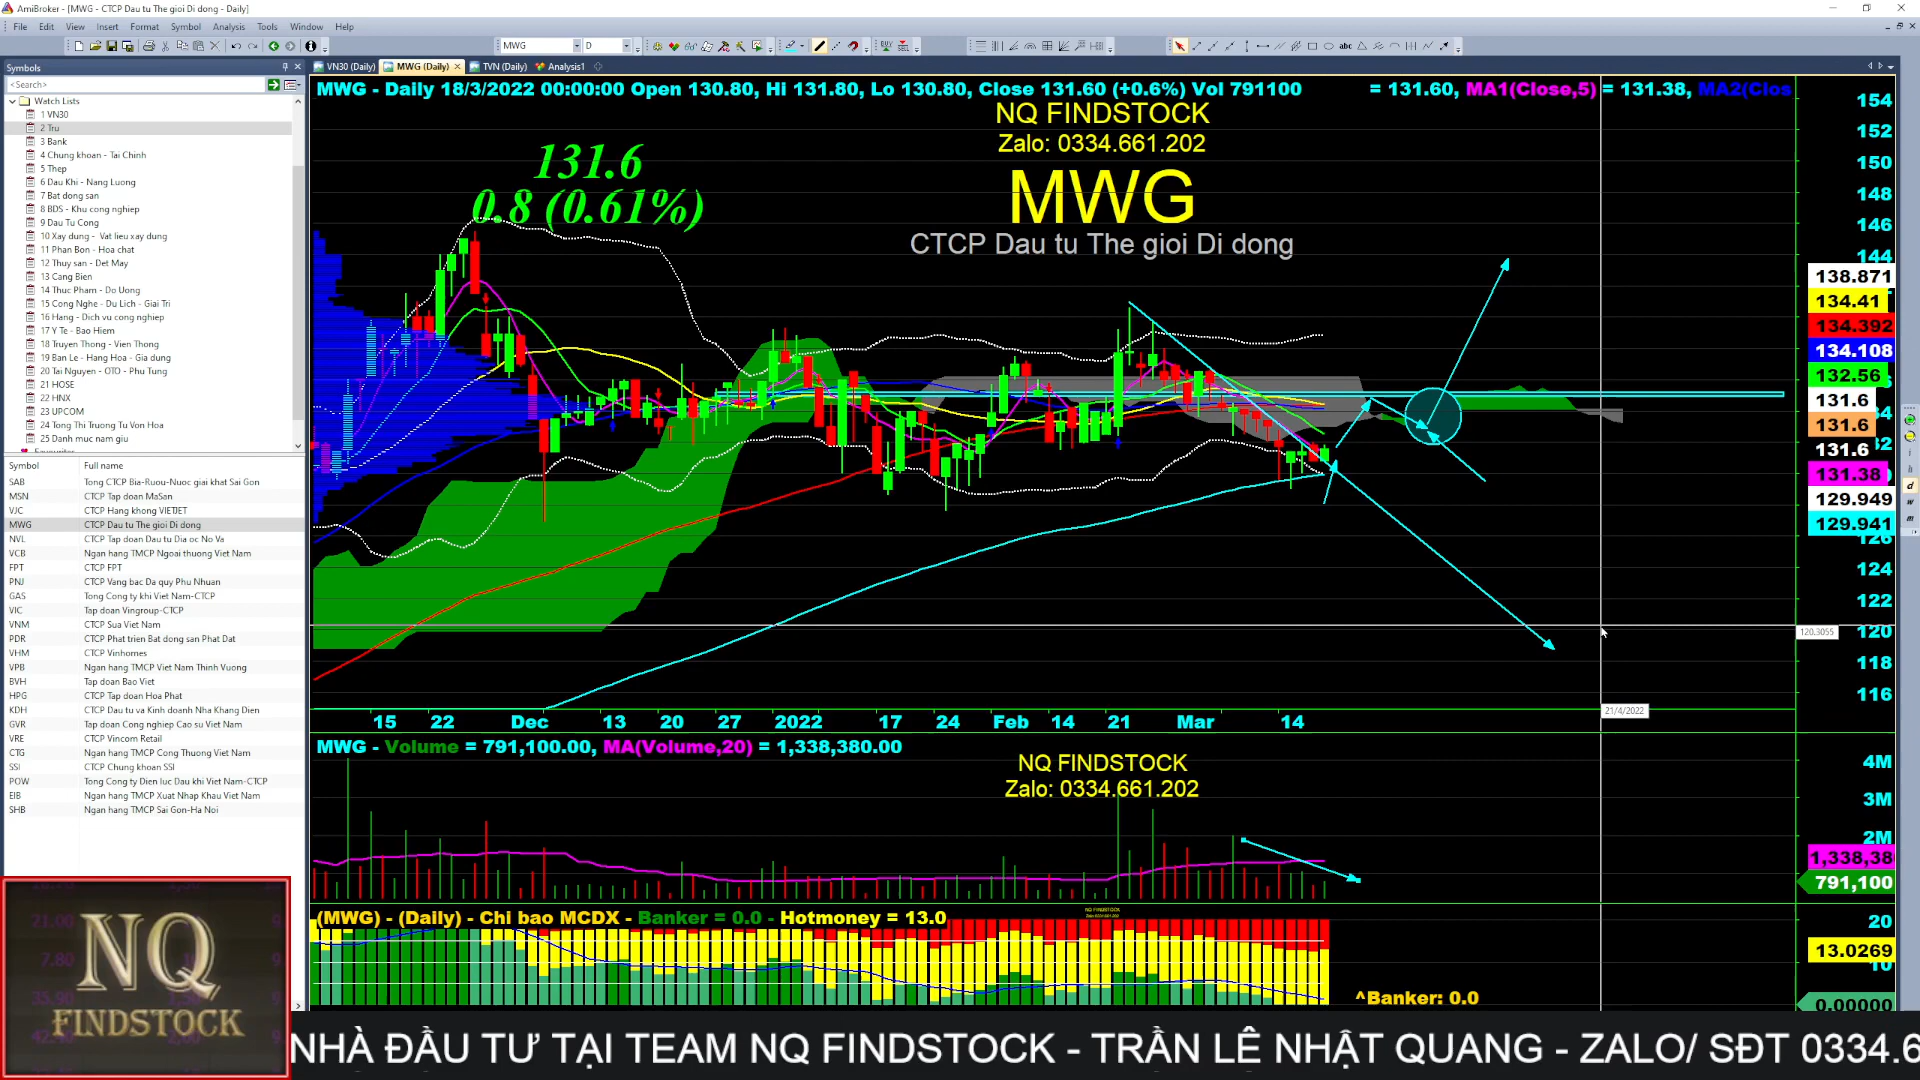 AmiBroker - [MWG - CTCP Dau tu The gioi Di dong - Daily]
File Edit View Insert Format Symbol Analysis Tools Window Help
MWG D
Symbols
<Search>
VN30 (Daily) MWG (Daily) TVN (Daily) Analysis1
Watch Lists
1 VN30
2 Tru
3 Bank
4 Chung khoan - Tai Chinh
5 Thep
6 Dau Khi - Nang Luong
7 Bat dong san
8 BDS - Khu cong nghiep
9 Dau Tu Cong
10 Xay dung - Vat lieu xay dung
11 Phan Bon - Hoa chat
12 Thuy san - Det May
13 Cang Bien
14 Thuc Pham - Do Uong
15 Cong Nghe - Du Lich - Giai Tri
16 Hang - Dich vu cong nghiep
17 Y Te - Bao Hiem
18 Truyen Thong - Vien Thong
19 Ban Le - Hang Hoa - Gia dung
20 Tai Nguyen - OTO - Phu Tung
21 HOSE
22 HNX
23 UPCOM
24 Tong Thi Truong Tu Von Hoa
25 Danh muc nam giu
Symbol Full name
SAB Tong CTCP Bia-Ruou-Nuoc giai khat Sai Gon
MSN CTCP Tap doan MaSan
VJC CTCP Hang khong VIETJET
MWG CTCP Dau tu The gioi Di dong
NVL CTCP Tap doan Dau tu Dia oc No Va
VCB Ngan hang TMCP Ngoai thuong Viet Nam
FPT CTCP FPT
PNJ CTCP Vang bac Da quy Phu Nhuan
GAS Tong Cong ty khi Viet Nam-CTCP
VIC Tap doan Vingroup-CTCP
VNM CTCP Sua Viet Nam
PDR CTCP Phat trien Bat dong san Phat Dat
VHM CTCP Vinhomes
VPB Ngan hang TMCP Viet Nam Thinh Vuong
BVH Tap doan Bao Viet
HPG CTCP Tap doan Hoa Phat
KDH CTCP Dau tu va Kinh doanh Nha Khang Dien
GVR Tap doan Cong nghiep Cao su Viet Nam
VRE CTCP Vincom Retail
CTG Ngan hang TMCP Cong Thuong Viet Nam
SSI CTCP Chung khoan SSI
POW Tong Cong ty Dien luc Dau khi Viet Nam-CTCP
EIB Ngan hang TMCP Xuat Nhap Khau Viet Nam
SHB Ngan hang TMCP Sai Gon-Ha Noi
MWG - Daily 18/3/2022 00:00:00 Open 130.80, Hi 131.80, Lo 130.80, Close 131.60 (+0.6%) Vol 791100 = 131.60, MA1(Close,5) = 131.38, MA2(Clos
NQ FINDSTOCK
Zalo: 0334.661.202
MWG
CTCP Dau tu The gioi Di dong
131.6
0.8 (0.61%)
154
152
150
148
146
144
138.871
134.41
134.392
134.108
132.56
131.6
131.6
131.6
131.38
129.949
129.941
126
124
122
120
118
116
120.3055
21/4/2022
15 22 Dec 13 20 27 2022 17 24 Feb 14 21 Mar 14
MWG - Volume = 791,100.00, MA(Volume,20) = 1,338,380.00
NQ FINDSTOCK
Zalo: 0334.661.202
4M
3M
2M
1,338,38
791,100
(MWG) - (Daily) - Chi bao MCDX - Banker = 0.0 - Hotmoney = 13.0
^Banker: 0.0
20
13.0269
10
0.00000
NQ
FINDSTOCK
NHÀ ĐẦU TƯ TẠI TEAM NQ FINDSTOCK - TRẦN LÊ NHẬT QUANG - ZALO/ SĐT 0334.6